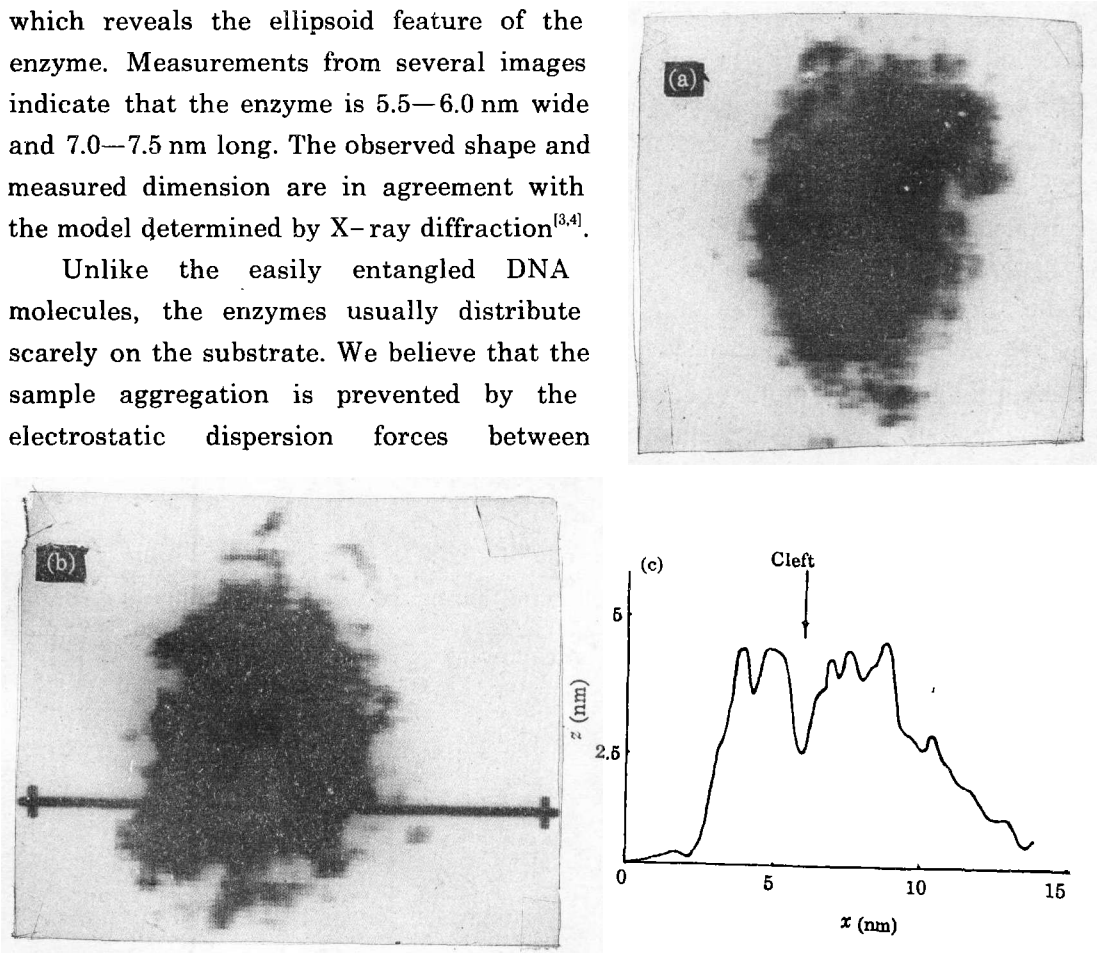 which reveals the ellipsoid feature of the
enzyme. Measurements from several images
indicate that the enzyme is 5.5—6.0 nm wide
and 7.0—7.5 nm long. The observed shape and
measured dimension are in agreement with
the model determined by X-ray diffraction[3,4].
Unlike the easily entangled DNA
molecules, the enzymes usually distribute
scarely on the substrate. We believe that the
sample aggregation is prevented by the
electrostatic dispersion forces between
(a)
(b)
(c)
Cleft
5
z (nm)
2.5
0 5 10 15
x (nm)